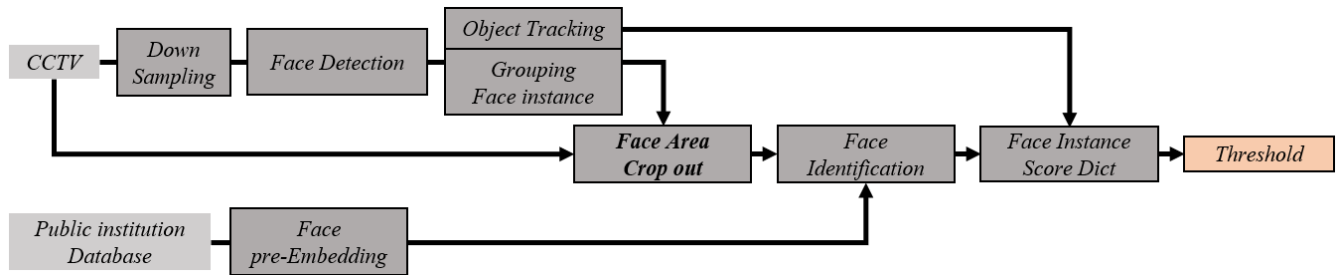 CCTV
Down
Sampling
Face Detection
Object Tracking
Grouping
Face instance
Face Area
Crop out
Face
Identification
Face Instance
Score Dict
Threshold
Public institution
Database
Face
pre-Embedding